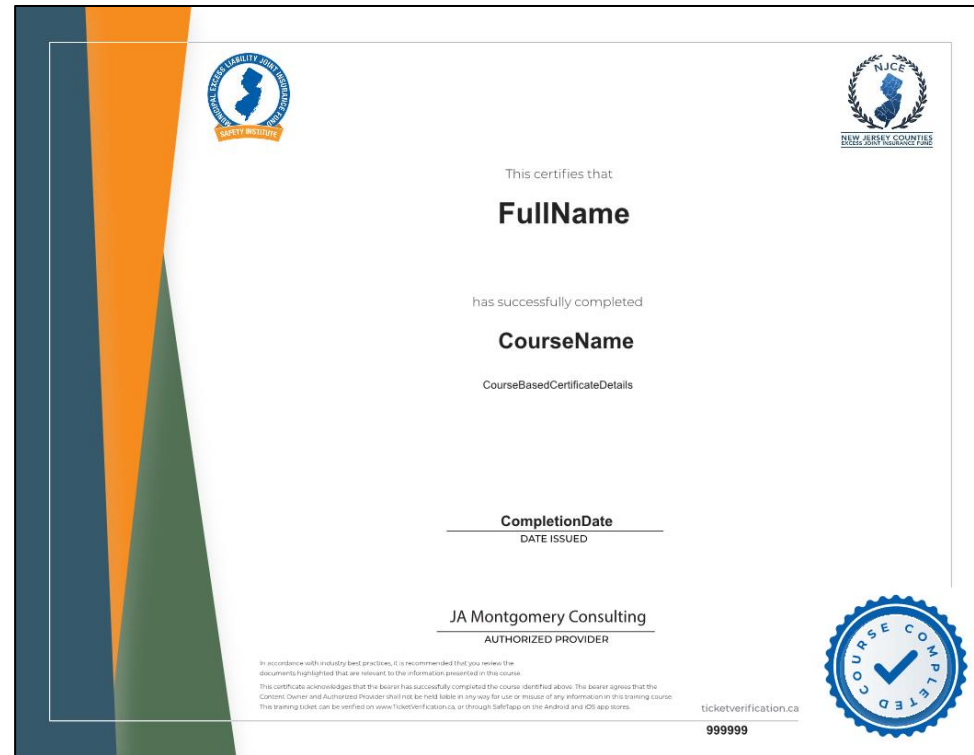 MUNICIPAL EXCESS LIABILITY JOINT INSURANCE FUND
SAFETY INSTITUTE
NJCE
NEW JERSEY COUNTIES
EXCESS JOINT INSURANCE FUND
This certifies that
FullName
has successfully completed
CourseName
CourseBasedCertificateDetails
CompletionDate
DATE ISSUED
JA Montgomery Consulting
AUTHORIZED PROVIDER
In accordance with industry best practices, it is recommended that you review the
documents highlighted that are relevant to the information presented in this course.
This certificate acknowledges that the bearer has successfully completed the course identified above. The bearer agrees that the
Content Owner and Authorized Provider shall not be held liable in any way for use or misuse of any information in this training course
This training ticket can be verified on www.TicketVerification.ca, or through SafeTapp on the Android and iOS app stores.
COURSE COMPLETED
ticketverification.ca
999999